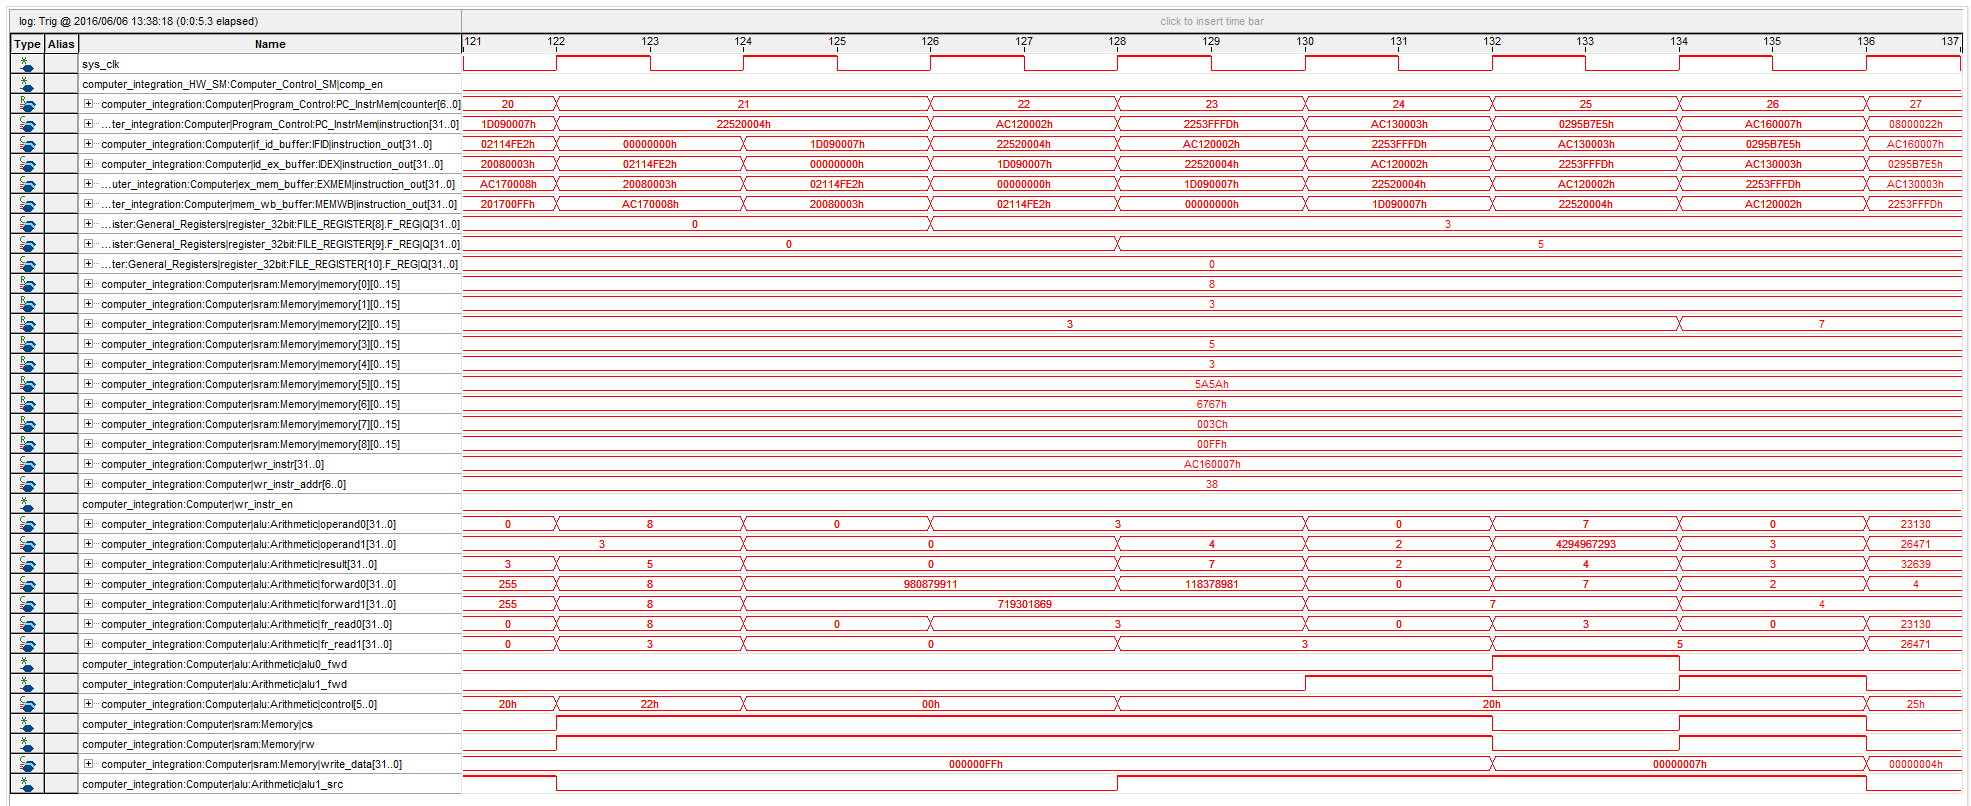 log: Trig @ 2016/06/06 13:38:18 (0:0:5.3 elapsed) click to insert time bar
Type Alias Name 121 122 123 124 125 126 127 128 129 130 131 132 133 134 135 136 137
sys_clk
computer_integration_HW_SM:Computer_Control_SM|comp_en
computer_integration:Computer|Program_Control:PC_InstrMem|counter[6..0] 20 21 22 23 24 25 26 27
...ter_integration:Computer|Program_Control:PC_InstrMem|instruction[31..0] 1D090007h 22520004h AC120002h 2253FFFDh AC130003h 0295B7E5h AC160007h 08000022h
computer_integration:Computer|if_id_buffer:IFID|instruction_out[31..0] 02114FE2h 00000000h 1D090007h 22520004h AC120002h 2253FFFDh AC130003h 0295B7E5h AC160007h
computer_integration:Computer|id_ex_buffer:IDEX|instruction_out[31..0] 20080003h 02114FE2h 00000000h 1D090007h 22520004h AC120002h 2253FFFDh AC130003h 0295B7E5h
...uter_integration:Computer|ex_mem_buffer:EXMEM|instruction_out[31..0] AC170008h 20080003h 02114FE2h 00000000h 1D090007h 22520004h AC120002h 2253FFFDh AC130003h
...ter_integration:Computer|mem_wb_buffer:MEMWB|instruction_out[31..0] 201700FFh AC170008h 20080003h 02114FE2h 00000000h 1D090007h 22520004h AC120002h 2253FFFDh
...ister:General_Registers|register_32bit:FILE_REGISTER[8].F_REG|Q[31..0] 0 3
...ister:General_Registers|register_32bit:FILE_REGISTER[9].F_REG|Q[31..0] 0 5
...ter:General_Registers|register_32bit:FILE_REGISTER[10].F_REG|Q[31..0] 0
computer_integration:Computer|sram:Memory|memory[0][0..15] 8
computer_integration:Computer|sram:Memory|memory[1][0..15] 3
computer_integration:Computer|sram:Memory|memory[2][0..15] 3 7
computer_integration:Computer|sram:Memory|memory[3][0..15] 5
computer_integration:Computer|sram:Memory|memory[4][0..15] 3
computer_integration:Computer|sram:Memory|memory[5][0..15] 5A5Ah
computer_integration:Computer|sram:Memory|memory[6][0..15] 6767h
computer_integration:Computer|sram:Memory|memory[7][0..15] 003Ch
computer_integration:Computer|sram:Memory|memory[8][0..15] 00FFh
computer_integration:Computer|wr_instr[31..0] AC160007h
computer_integration:Computer|wr_instr_addr[6..0] 38
computer_integration:Computer|wr_instr_en
computer_integration:Computer|alu:Arithmetic|operand0[31..0] 0 8 0 3 0 7 0 23130
computer_integration:Computer|alu:Arithmetic|operand1[31..0] 3 0 4 2 4294967293 3 26471
computer_integration:Computer|alu:Arithmetic|result[31..0] 3 5 0 7 2 4 3 32639
computer_integration:Computer|alu:Arithmetic|forward0[31..0] 255 8 980879911 118378981 0 7 2 4
computer_integration:Computer|alu:Arithmetic|forward1[31..0] 255 8 719301869 7 4
computer_integration:Computer|alu:Arithmetic|fr_read0[31..0] 0 8 0 3 0 3 0 23130
computer_integration:Computer|alu:Arithmetic|fr_read1[31..0] 0 3 0 3 5 26471
computer_integration:Computer|alu:Arithmetic|alu0_fwd
computer_integration:Computer|alu:Arithmetic|alu1_fwd
computer_integration:Computer|alu:Arithmetic|control[5..0] 20h 22h 00h 20h 25h
computer_integration:Computer|sram:Memory|cs
computer_integration:Computer|sram:Memory|rw
computer_integration:Computer|sram:Memory|write_data[31..0] 000000FFh 00000007h 00000004h
computer_integration:Computer|alu:Arithmetic|alu1_src